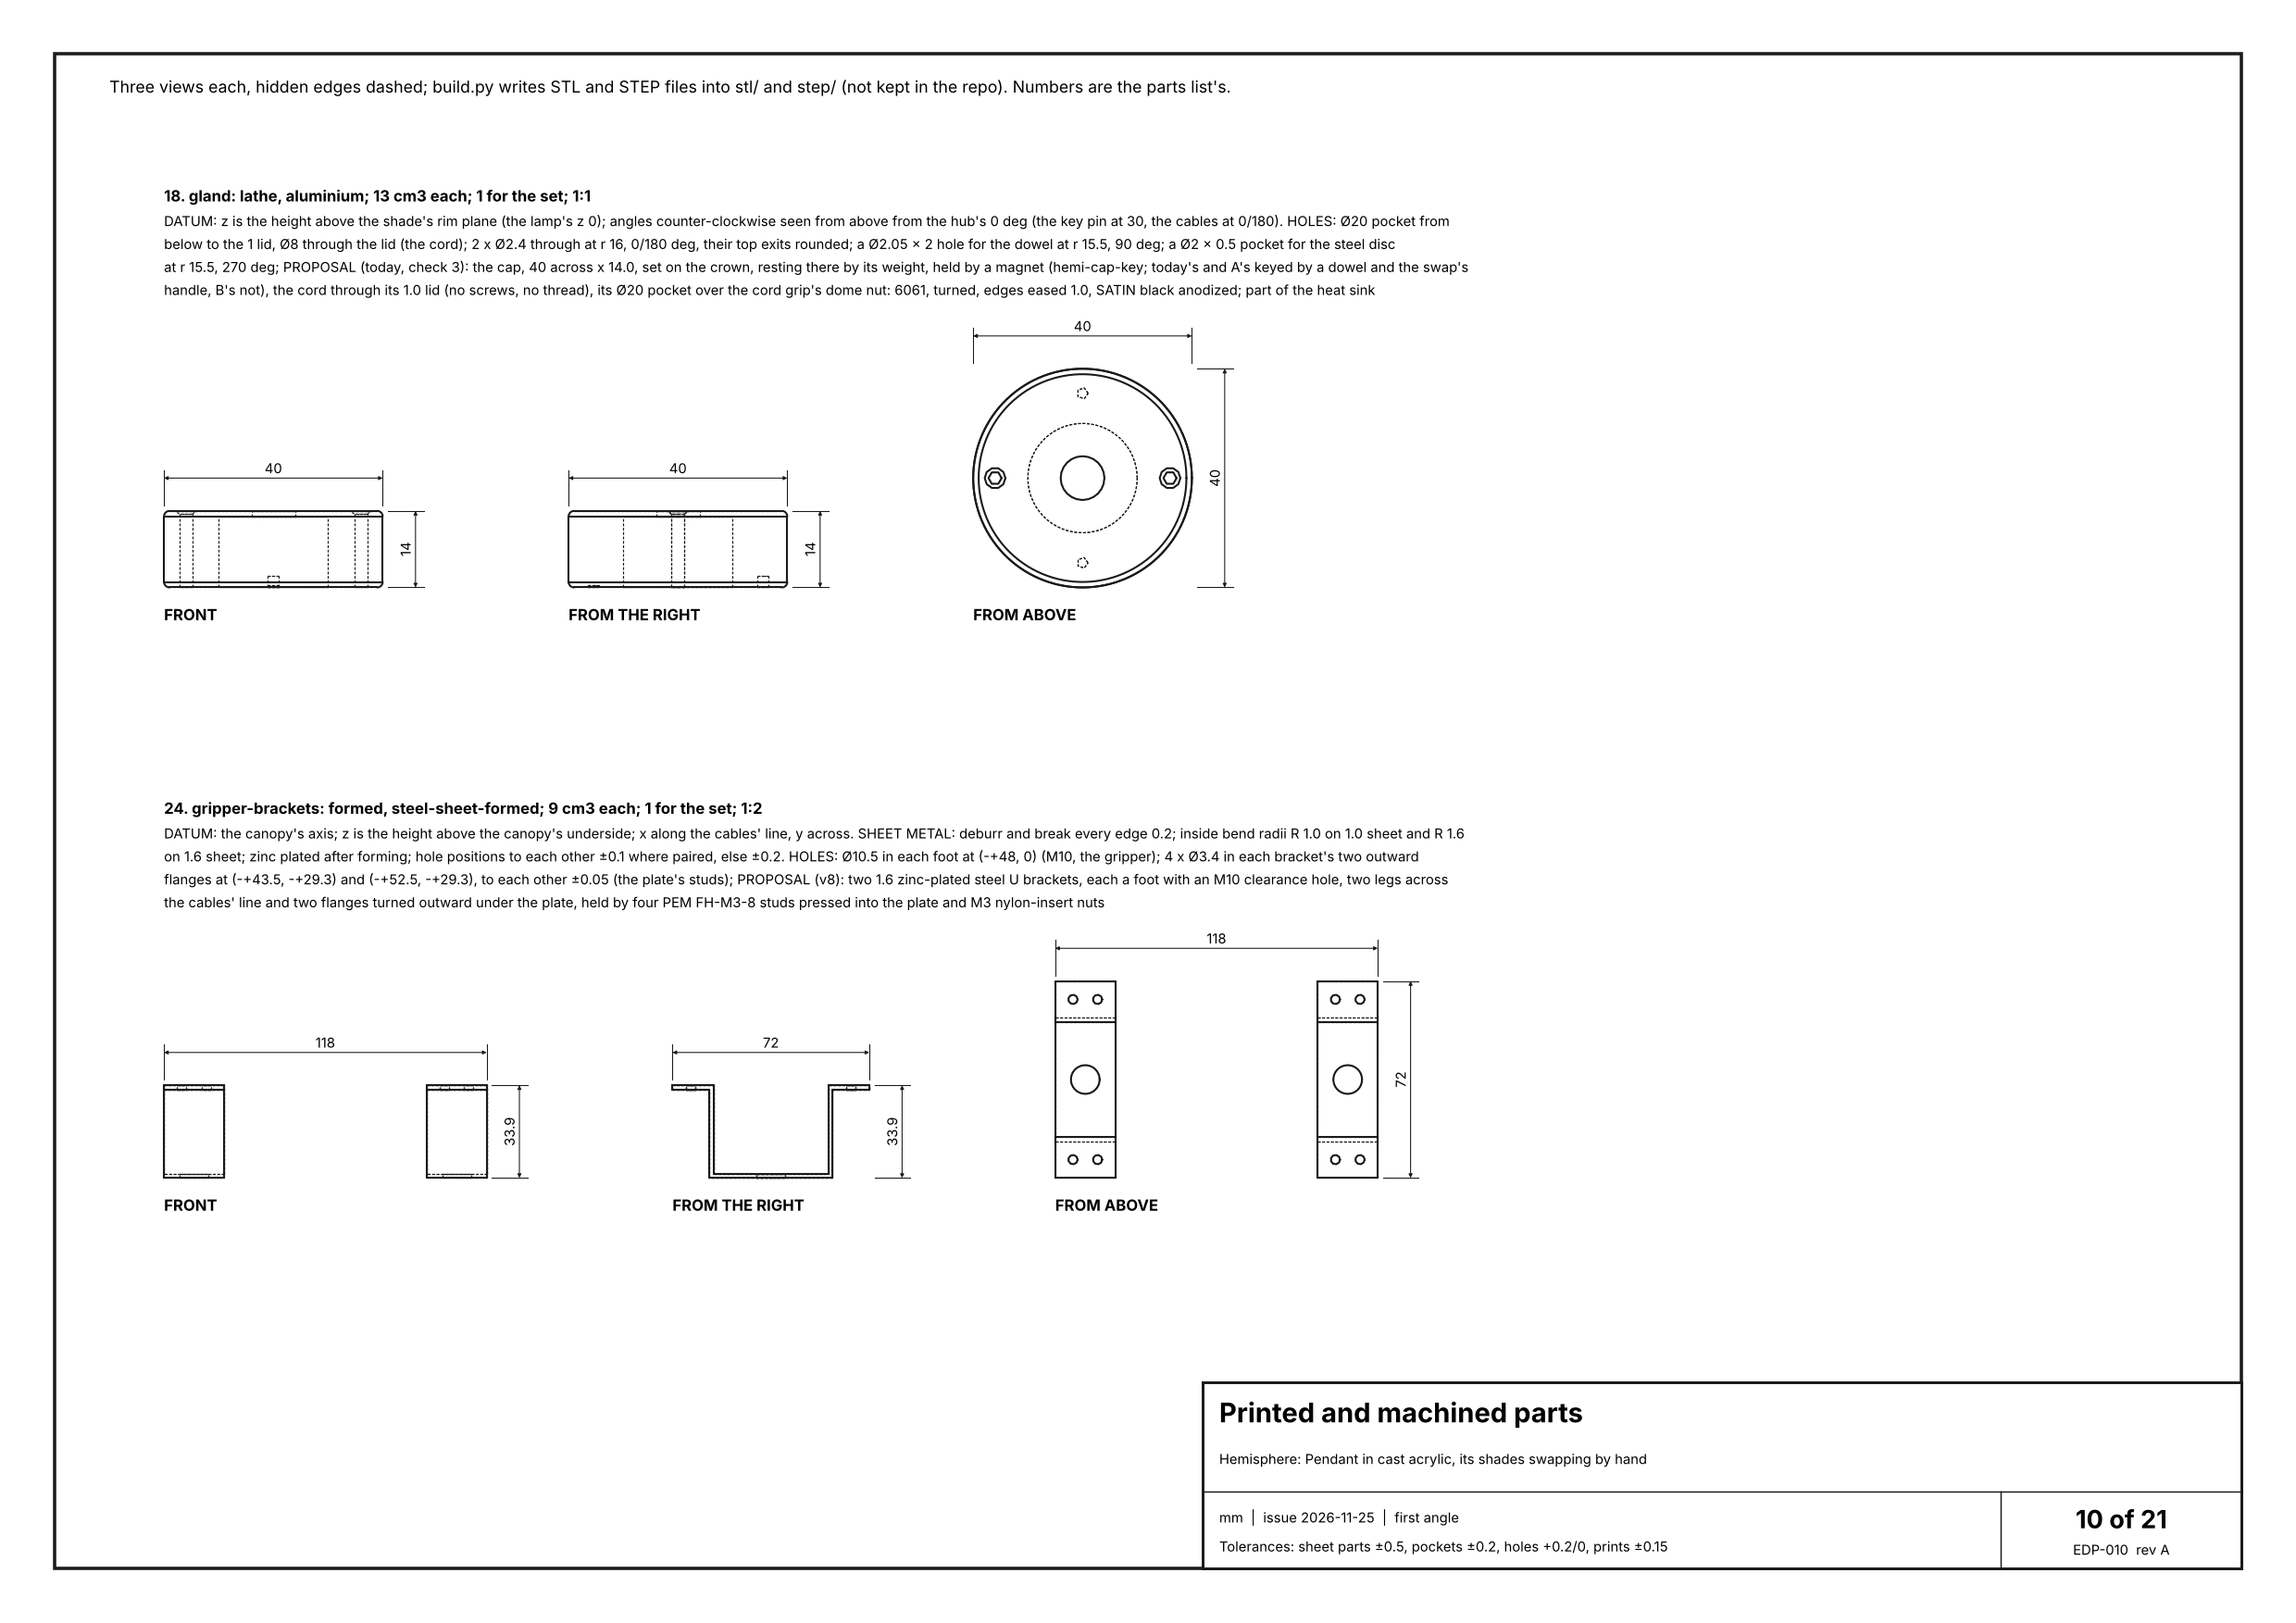 Three views each, hidden edges dashed; build.py writes STL and STEP files into stl/ and step/ (not kept in the repo). Numbers are the parts list's.
18. gland: lathe, aluminium; 13 cm3 each; 1 for the set; 1:1
DATUM: z is the height above the shade's rim plane (the lamp's z 0); angles counter-clockwise seen from above from the hub's 0 deg (the key pin at 30, the cables at 0/180). HOLES: Ø20 pocket from
below to the 1 lid, Ø8 through the lid (the cord); 2 x Ø2.4 through at r 16, 0/180 deg, their top exits rounded; a Ø2.05 × 2 hole for the dowel at r 15.5, 90 deg; a Ø2 × 0.5 pocket for the steel disc
at r 15.5, 270 deg; PROPOSAL (today, check 3): the cap, 40 across x 14.0, set on the crown, resting there by its weight, held by a magnet (hemi-cap-key; today's and A's keyed by a dowel and the swap's
handle, B's not), the cord through its 1.0 lid (no screws, no thread), its Ø20 pocket over the cord grip's dome nut: 6061, turned, edges eased 1.0, SATIN black anodized; part of the heat sink
40
40
40
40
14
14
FRONT
FROM THE RIGHT
FROM ABOVE
24. gripper-brackets: formed, steel-sheet-formed; 9 cm3 each; 1 for the set; 1:2
DATUM: the canopy's axis; z is the height above the canopy's underside; x along the cables' line, y across. SHEET METAL: deburr and break every edge 0.2; inside bend radii R 1.0 on 1.0 sheet and R 1.6
on 1.6 sheet; zinc plated after forming; hole positions to each other ±0.1 where paired, else ±0.2. HOLES: Ø10.5 in each foot at (-+48, 0) (M10, the gripper); 4 x Ø3.4 in each bracket's two outward
flanges at (-+43.5, -+29.3) and (-+52.5, -+29.3), to each other ±0.05 (the plate's studs); PROPOSAL (v8): two 1.6 zinc-plated steel U brackets, each a foot with an M10 clearance hole, two legs across
the cables' line and two flanges turned outward under the plate, held by four PEM FH-M3-8 studs pressed into the plate and M3 nylon-insert nuts
118
118
72
72
33.9
33.9
FRONT
FROM THE RIGHT
FROM ABOVE
Printed and machined parts
Hemisphere: Pendant in cast acrylic, its shades swapping by hand
mm | issue 2026-11-25 | first angle
Tolerances: sheet parts ±0.5, pockets ±0.2, holes +0.2/0, prints ±0.15
10 of 21
EDP-010 rev A